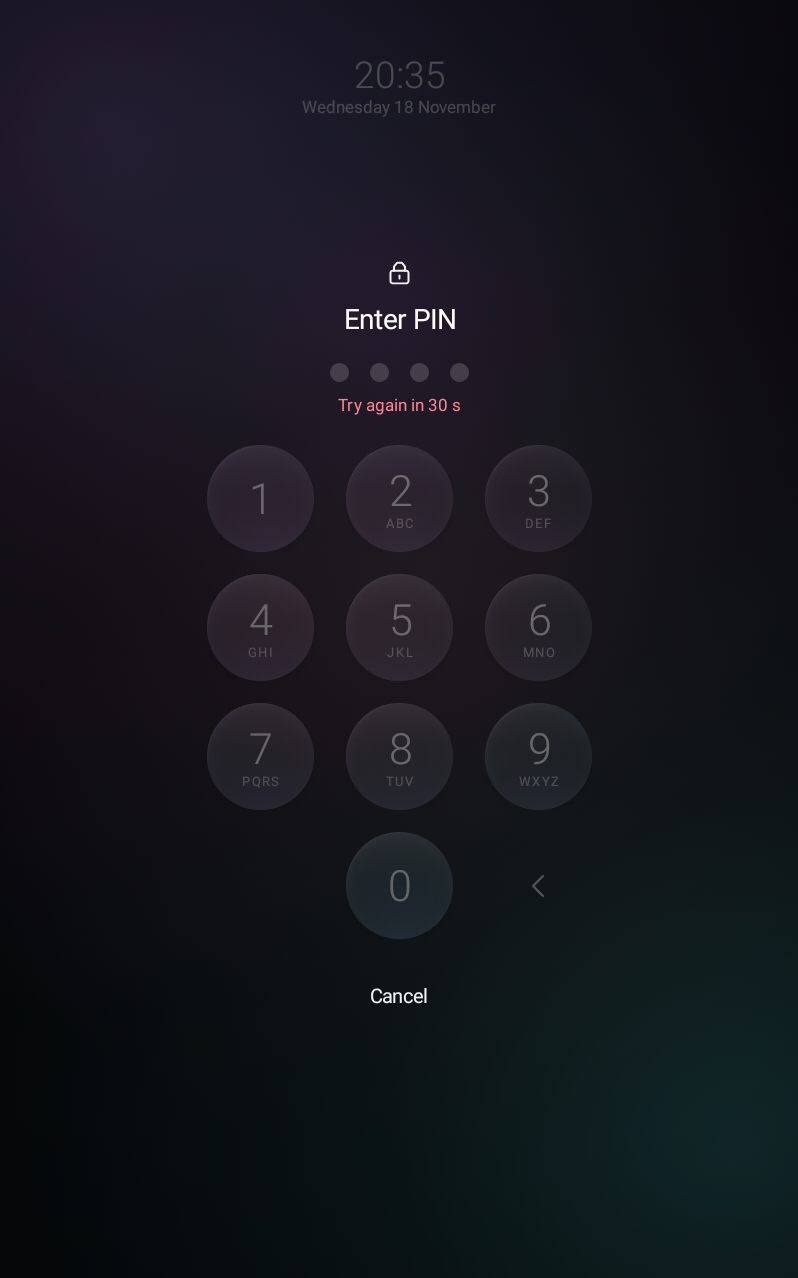 20:35
Wednesday 18 November
Enter PIN
Try again in 30 s
1
2
ABC
3
DEF
4
GHI
5
JKL
6
MNO
7
PQRS
8
TUV
9
WXYZ
0
Cancel